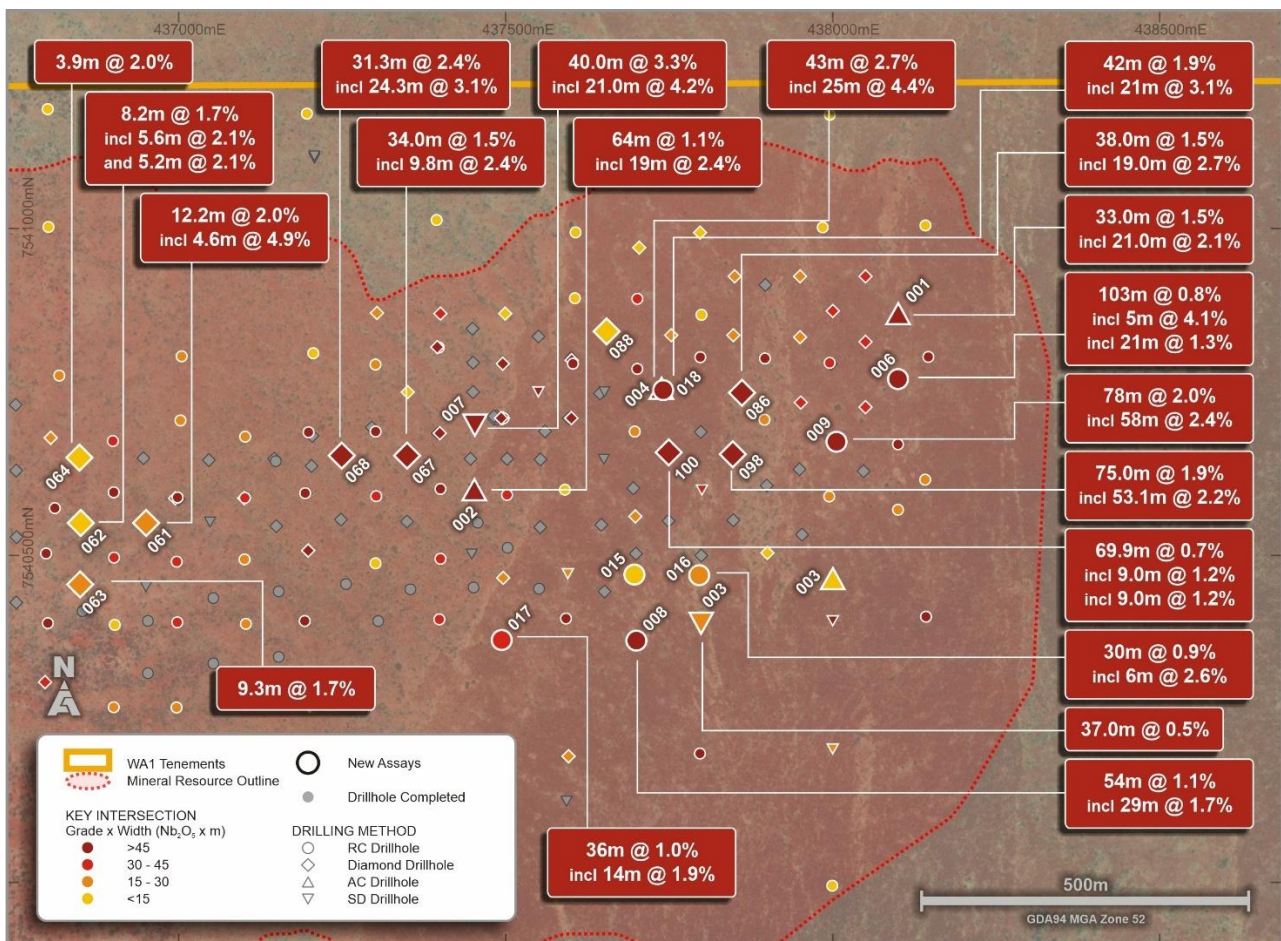 437000mE
437500mE
438000mE
438500mE
3.9m @ 2.0%
31.3m @ 2.4%
incl 24.3m @ 3.1%
40.0m @ 3.3%
incl 21.0m @ 4.2%
43m @ 2.7%
incl 25m @ 4.4%
42m @ 1.9%
incl 21m @ 3.1%
8.2m @ 1.7%
incl 5.6m @ 2.1%
and 5.2m @ 2.1%
34.0m @ 1.5%
incl 9.8m @ 2.4%
64m @ 1.1%
incl 19m @ 2.4%
38.0m @ 1.5%
incl 19.0m @ 2.7%
12.2m @ 2.0%
incl 4.6m @ 4.9%
33.0m @ 1.5%
incl 21.0m @ 2.1%
7541000mN
103m @ 0.8%
incl 5m @ 4.1%
incl 21m @ 1.3%
001
088
006
004
018
086
007
009
78m @ 2.0%
incl 58m @ 2.4%
064
068
067
100
098
75.0m @ 1.9%
incl 53.1m @ 2.2%
002
062
061
7540500mN
69.9m @ 0.7%
incl 9.0m @ 1.2%
incl 9.0m @ 1.2%
015
016
003
063
017
008
003
30m @ 0.9%
incl 6m @ 2.6%
9.3m @ 1.7%
37.0m @ 0.5%
54m @ 1.1%
incl 29m @ 1.7%
36m @ 1.0%
incl 14m @ 1.9%
N
WA1 Tenements
Mineral Resource Outline
New Assays
Drillhole Completed
KEY INTERSECTION
Grade x Width (Nb₂O₅ x m)
>45
30 - 45
15 - 30
<15
DRILLING METHOD
RC Drillhole
Diamond Drillhole
AC Drillhole
SD Drillhole
500m
GDA94 MGA Zone 52